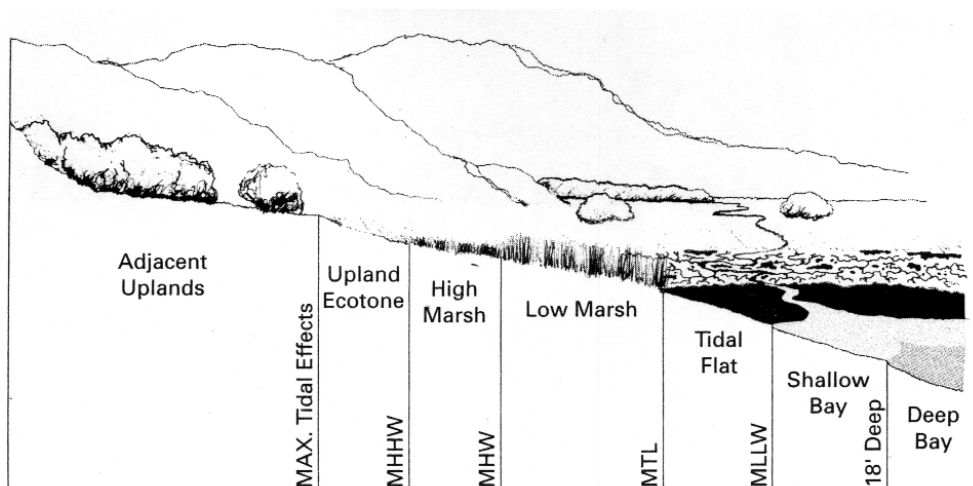 Adjacent
Uplands
MAX. Tidal Effects
Upland
Ecotone
MHHW
High
Marsh
MHW
Low Marsh
MTL
Tidal
Flat
MLLW
Shallow
Bay
18' Deep
Deep
Bay